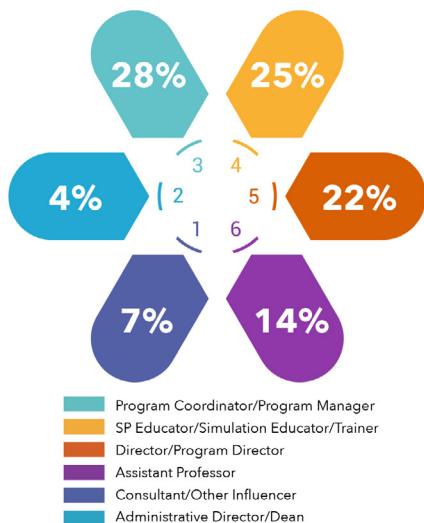 28%
25%
3
4
4%
2
5
22%
1
6
7%
14%
Program Coordinator/Program Manager
SP Educator/Simulation Educator/Trainer
Director/Program Director
Assistant Professor
Consultant/Other Influencer
Administrative Director/Dean